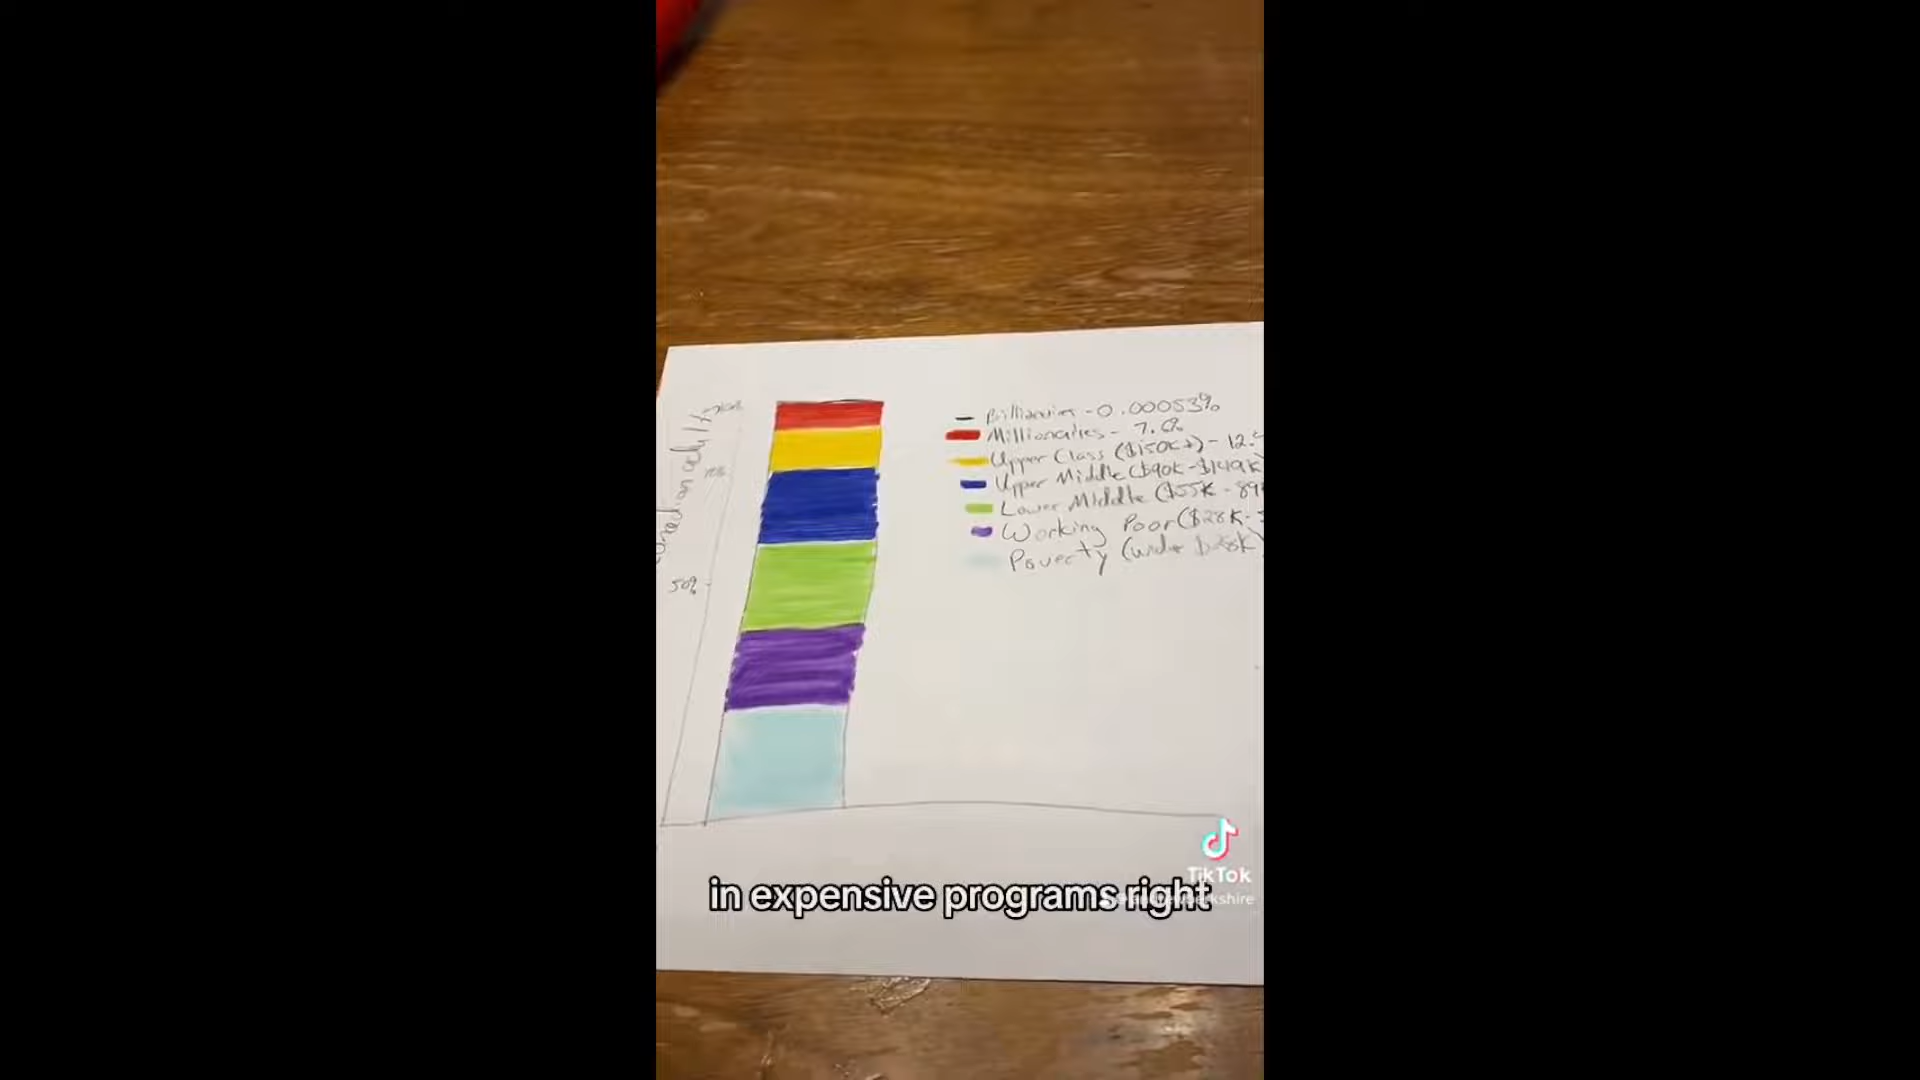 Billionaires - 0.00053%
Millionaires - 7.6%
Upper Class ($150K+) - 12.
Upper Middle ($90K - $149K)
Lower Middle ($55K - 89
Working Poor ($28K-
Poverty (under $28K)
50%
in expensive programs right
TikTok